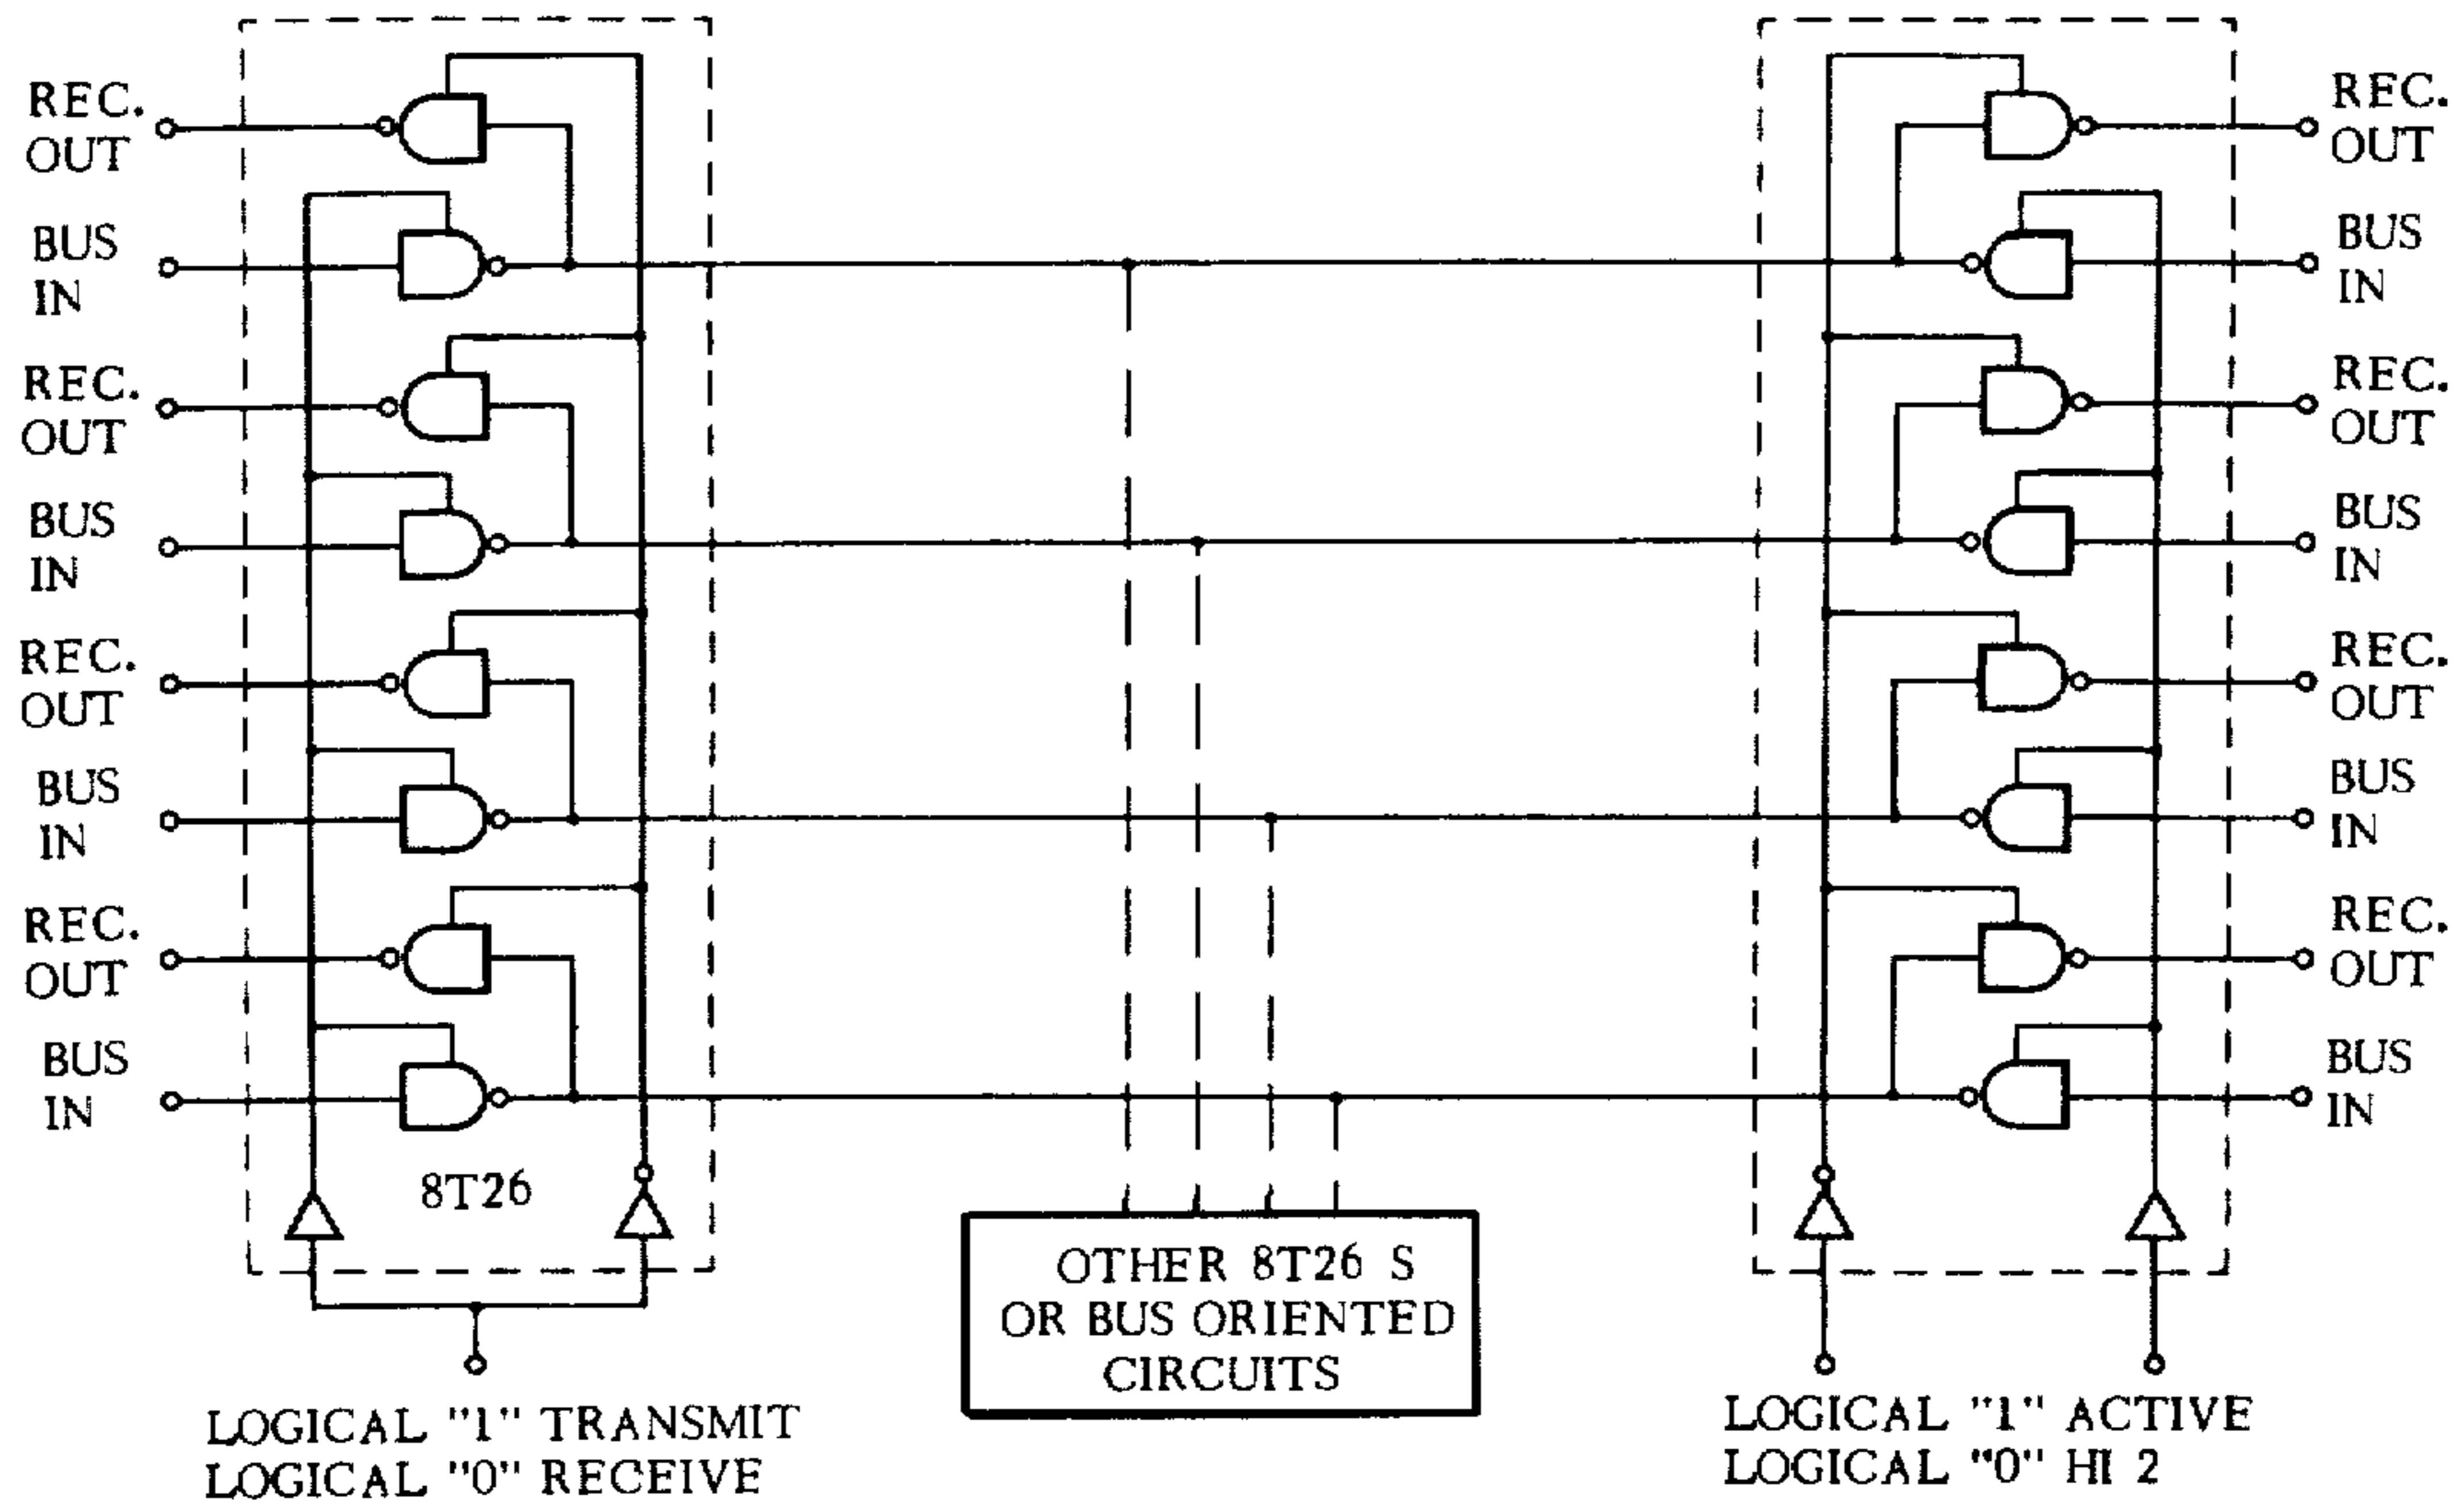 REC.
OUT
BUS
IN
REC.
OUT
BUS
IN
REC.
OUT
BUS
IN
REC.
OUT
BUS
IN
8T26
LOGICAL "1" TRANSMIT
LOGICAL "0" RECEIVE
OTHER 8T26 S
OR BUS ORIENTED
CIRCUITS
REC.
OUT
BUS
IN
REC.
OUT
BUS
IN
REC.
OUT
BUS
IN
REC.
OUT
BUS
IN
LOGICAL "1" ACTIVE
LOGICAL "0" HI 2